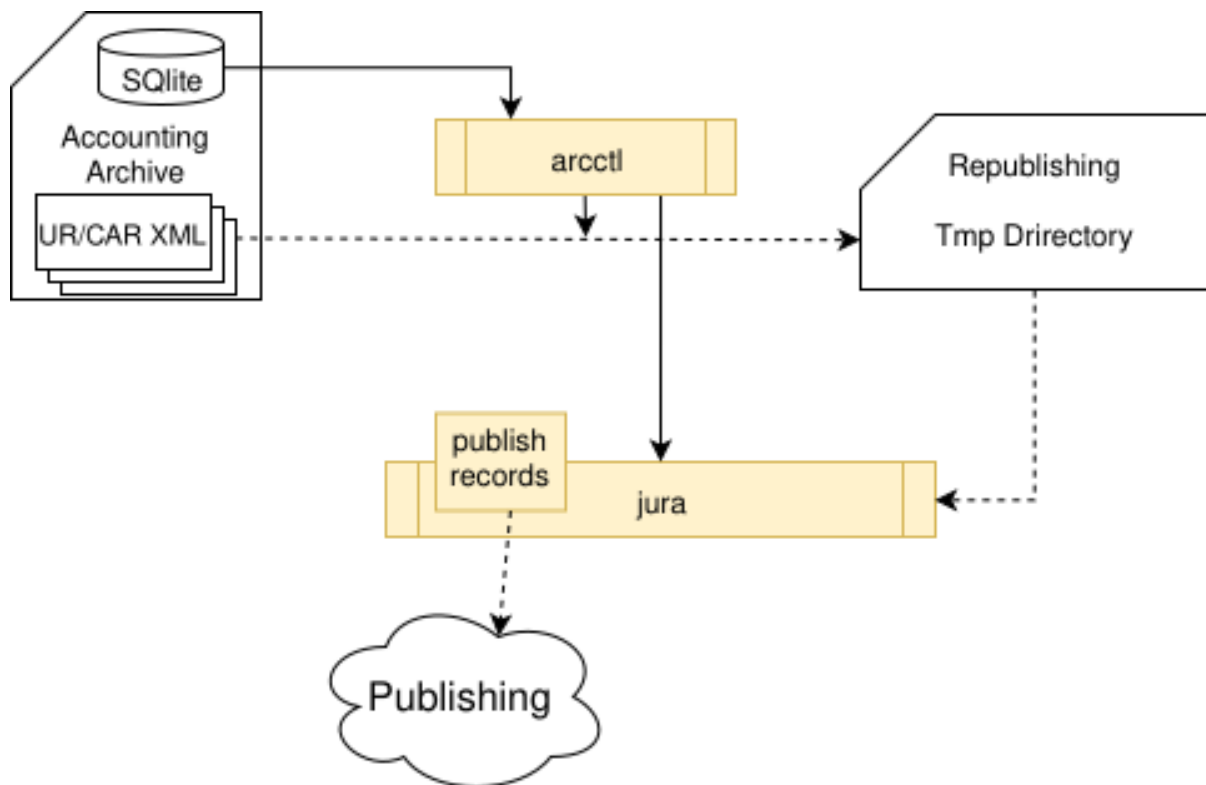 SQlite
Accounting
Archive
UR/CAR XML
arcctl
Republishing
Tmp Drirectory
publish
records
jura
Publishing